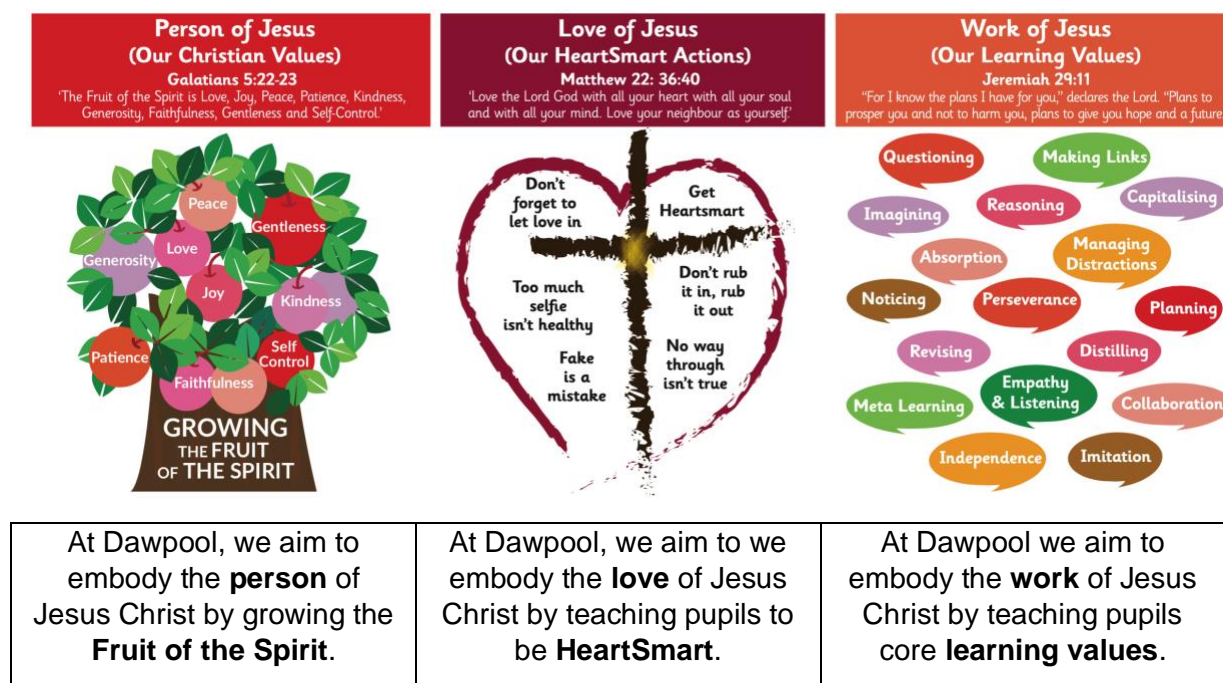 Person of Jesus
(Our Christian Values)
Galatians 5:22-23
'The Fruit of the Spirit is Love, Joy, Peace, Patience, Kindness,
Generosity, Faithfulness, Gentleness and Self-Control.'
Peace
Gentleness
Love
Generosity
Joy
Kindness
Patience
Self
Control
Faithfulness
GROWING
THE FRUIT
OF THE SPIRIT
Love of Jesus
(Our HeartSmart Actions)
Matthew 22: 36:40
'Love the Lord God with all your heart with all your soul
and with all your mind. Love your neighbour as yourself.'
Don't
forget to
let love in
Get
Heartsmart
Too much
selfie
isn't healthy
Don't rub
it in, rub
it out
Fake
is a
mistake
No way
through
isn't true
Work of Jesus
(Our Learning Values)
Jeremiah 29:11
"For I know the plans I have for you," declares the Lord. "Plans to
prosper you and not to harm you, plans to give you hope and a future.
Questioning
Making Links
Imagining
Reasoning
Capitalising
Absorption
Managing
Distractions
Noticing
Perseverance
Planning
Revising
Distilling
Meta Learning
Empathy
& Listening
Collaboration
Independence
Imitation
At Dawpool, we aim to
embody the person of
Jesus Christ by growing the
Fruit of the Spirit.
At Dawpool, we aim to we
embody the love of Jesus
Christ by teaching pupils to
be HeartSmart.
At Dawpool we aim to
embody the work of Jesus
Christ by teaching pupils
core learning values.